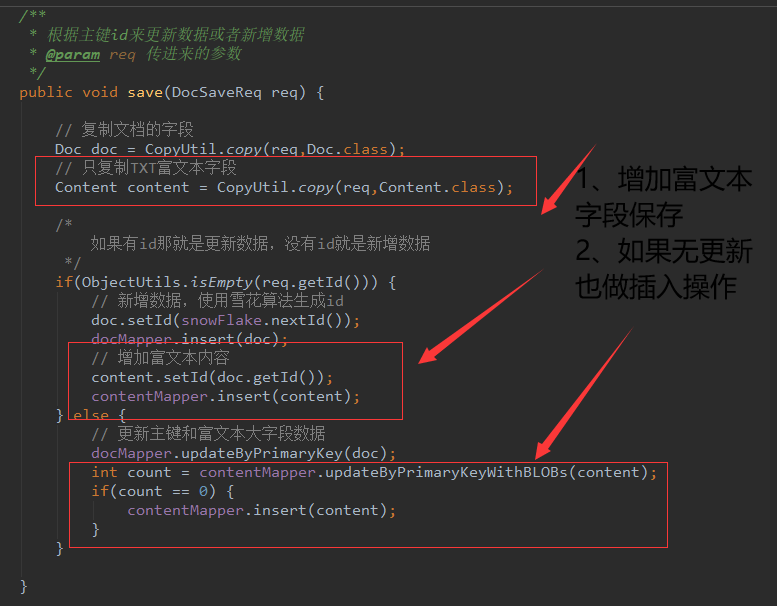 /**
 * 根据主键id来更新数据或者新增数据
 * @param req 传进来的参数
 */
public void save(DocSaveReq req) {
// 复制文档的字段
Doc doc = CopyUtil.copy(req,Doc.class);
// 只复制TXT富文本字段
Content content = CopyUtil.copy(req,Content.class);
/*
如果有id那就是更新数据，没有id就是新增数据
*/
if(ObjectUtils.isEmpty(req.getId())) {
// 新增数据，使用雪花算法生成id
doc.setId(snowFlake.nextId());
docMapper.insert(doc);
// 增加富文本内容
content.setId(doc.getId());
contentMapper.insert(content);
} else {
// 更新主键和富文本大字段数据
docMapper.updateByPrimaryKey(doc);
int count = contentMapper.updateByPrimaryKeyWithBLOBs(content);
if(count == 0) {
contentMapper.insert(content);
}
}
}
1、增加富文本
字段保存
2、如果无更新
也做插入操作